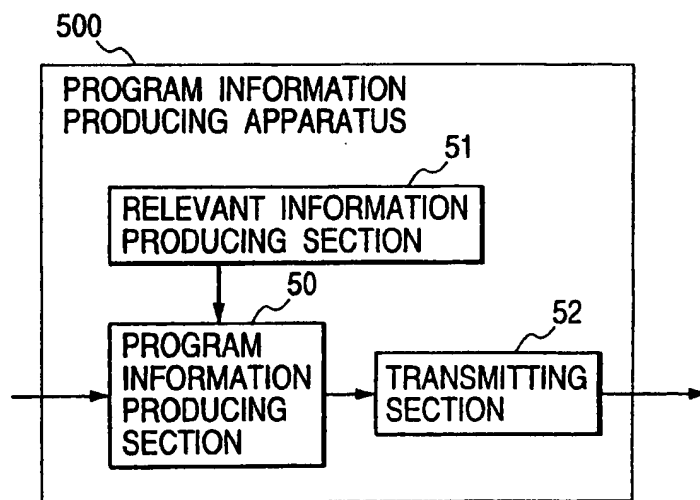 500
PROGRAM INFORMATION
PRODUCING APPARATUS
51
RELEVANT INFORMATION
PRODUCING SECTION
50
PROGRAM
INFORMATION
PRODUCING
SECTION
52
TRANSMITTING
SECTION